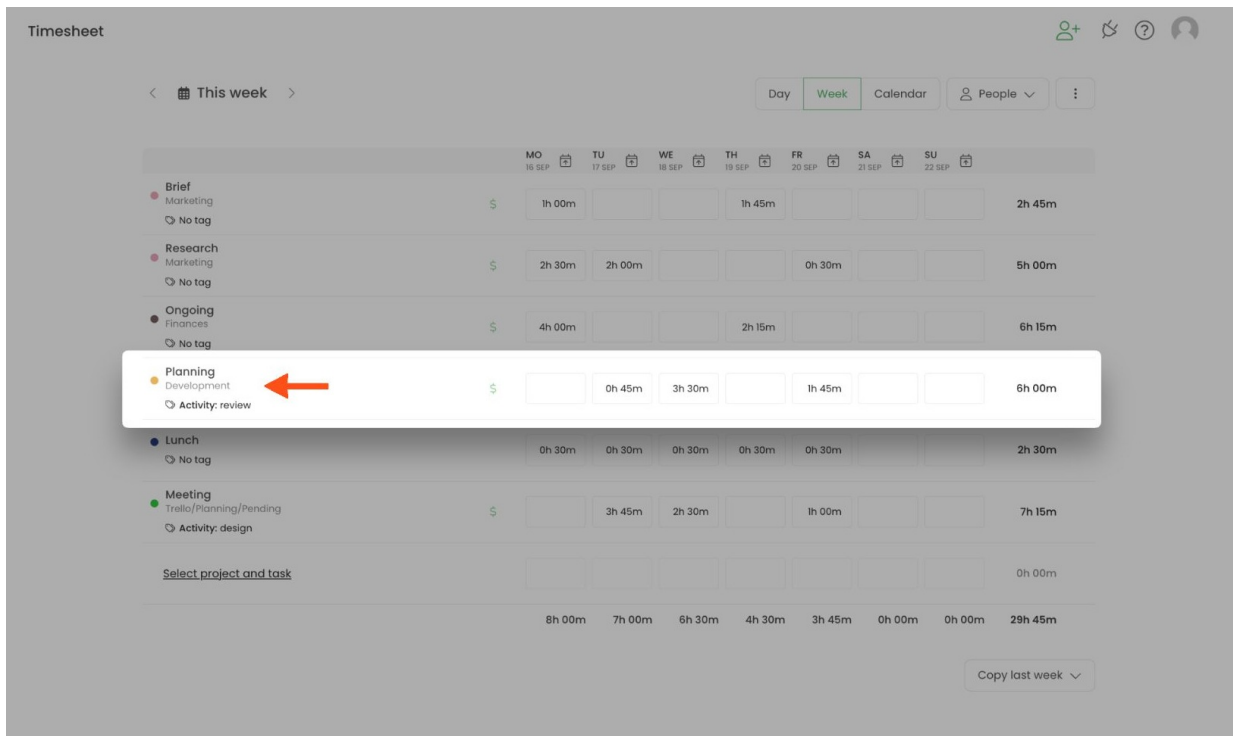 Timesheet
This week
Day Week Calendar People
MO TU WE TH FR SA SU
16 SEP 17 SEP 18 SEP 19 SEP 20 SEP 21 SEP 22 SEP
Brief
Marketing
$ 1h 00m 1h 45m 2h 45m
No tag
Research
Marketing
$ 2h 30m 2h 00m 0h 30m 5h 00m
No tag
Ongoing
Finances
$ 4h 00m 2h 15m 6h 15m
No tag
Planning
Development
$ 0h 45m 3h 30m 1h 45m 6h 00m
Activity: review
Lunch
0h 30m 0h 30m 0h 30m 0h 30m 0h 30m 2h 30m
No tag
Meeting
Trello/Planning/Pending
$ 3h 45m 2h 30m 1h 00m 7h 15m
Activity: design
Select project and task 0h 00m
8h 00m 7h 00m 6h 30m 4h 30m 3h 45m 0h 00m 0h 00m 29h 45m
Copy last week